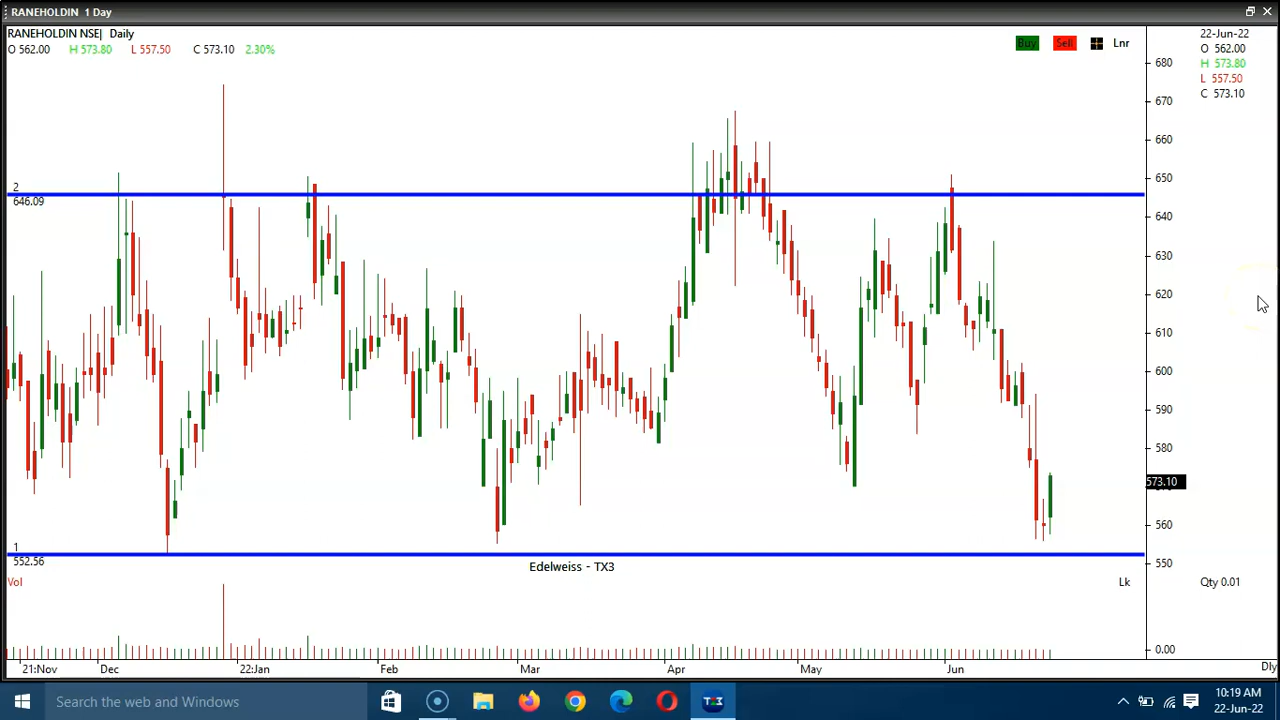 RANEHOLDIN 1 Day
RANEHOLDIN NSE| Daily
O 562.00 H 573.80 L 557.50 C 573.10 2.30%
Buy Sell Lnr
22-Jun-22
O 562.00
H 573.80
L 557.50
C 573.10
680
670
660
650
640
630
620
610
600
590
580
573.10
560
550
2
646.09
1
552.56
Edelweiss - TX3
Vol
Lk
Qty 0.01
0.00
21:Nov Dec 22:Jan Feb Mar Apr May Jun
Dly
Search the web and Windows
10:19 AM
22-Jun-22